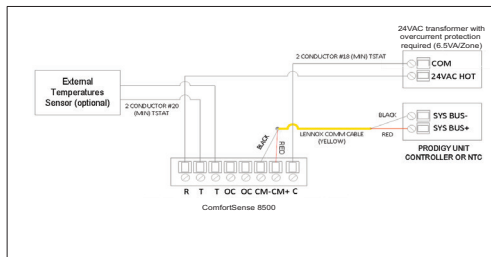 24VAC transformer with
overcurrent protection
required (6.5VA/Zone)
2 CONDUCTOR #18 (MIN) TSTAT
COM
24VAC HOT
External
Temperatures
Sensor (optional)
2 CONDUCTOR #20
(MIN) TSTAT
BLACK
SYS BUS-
SYS BUS+
LENNOX COMM CABLE
(YELLOW)
RED
BLACK
RED
PRODIGY UNIT
CONTROLLER OR NTC
R T T OC OC CM- CM+ C
ComfortSense 8500